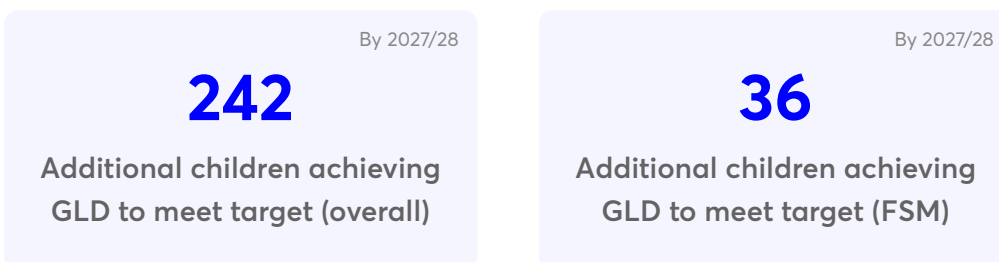 By 2027/28
242
Additional children achieving
GLD to meet target (overall)
By 2027/28
36
Additional children achieving
GLD to meet target (FSM)